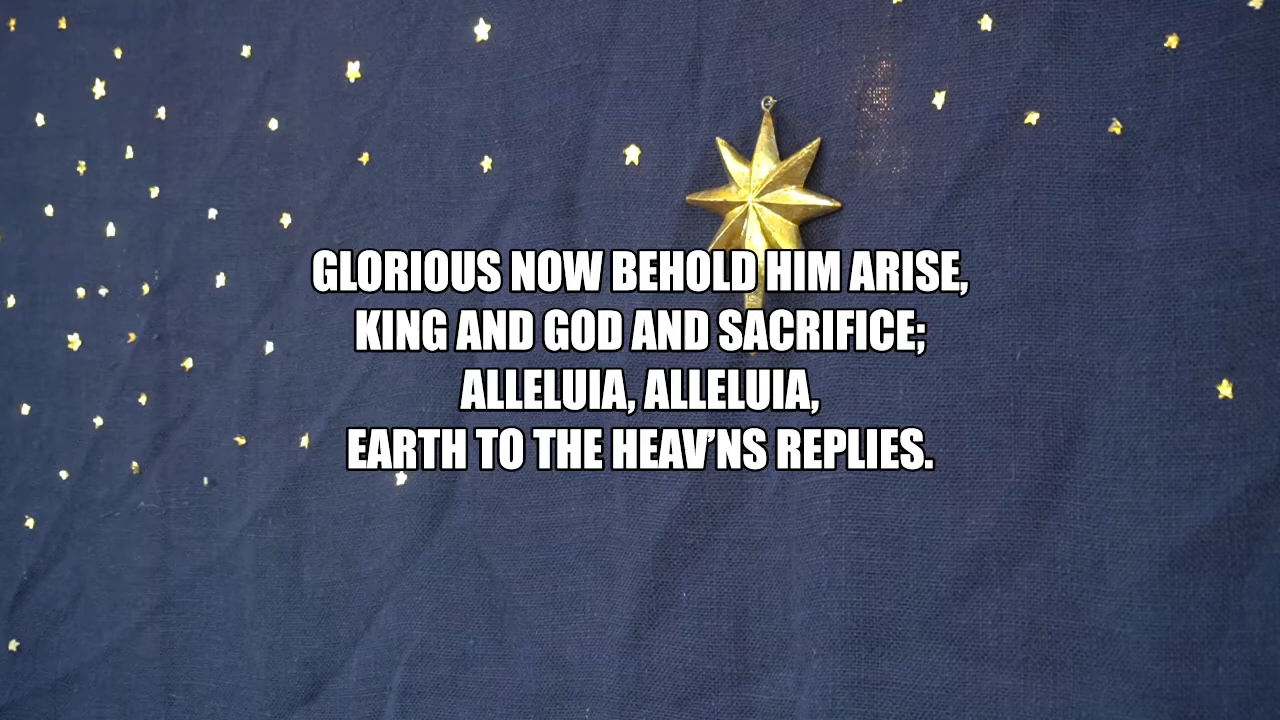 GLORIOUS NOW BEHOLD HIM ARISE,
KING AND GOD AND SACRIFICE;
ALLELUIA, ALLELUIA,
EARTH TO THE HEAV’NS REPLIES.